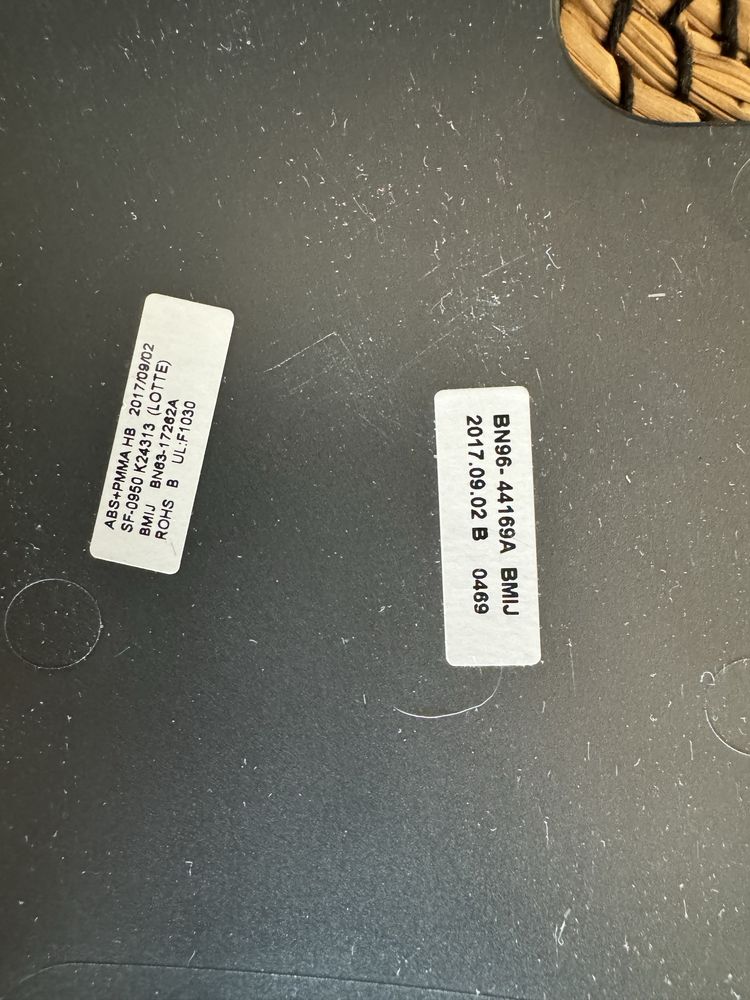 ABS+PMMA HB 2017/09/02
SF-0950 K24313 (LOTTE)
BMIJ BN63-17262A
ROHS B UL:F1030
BN96-44169A BMIJ
2017.09.02 B 0469